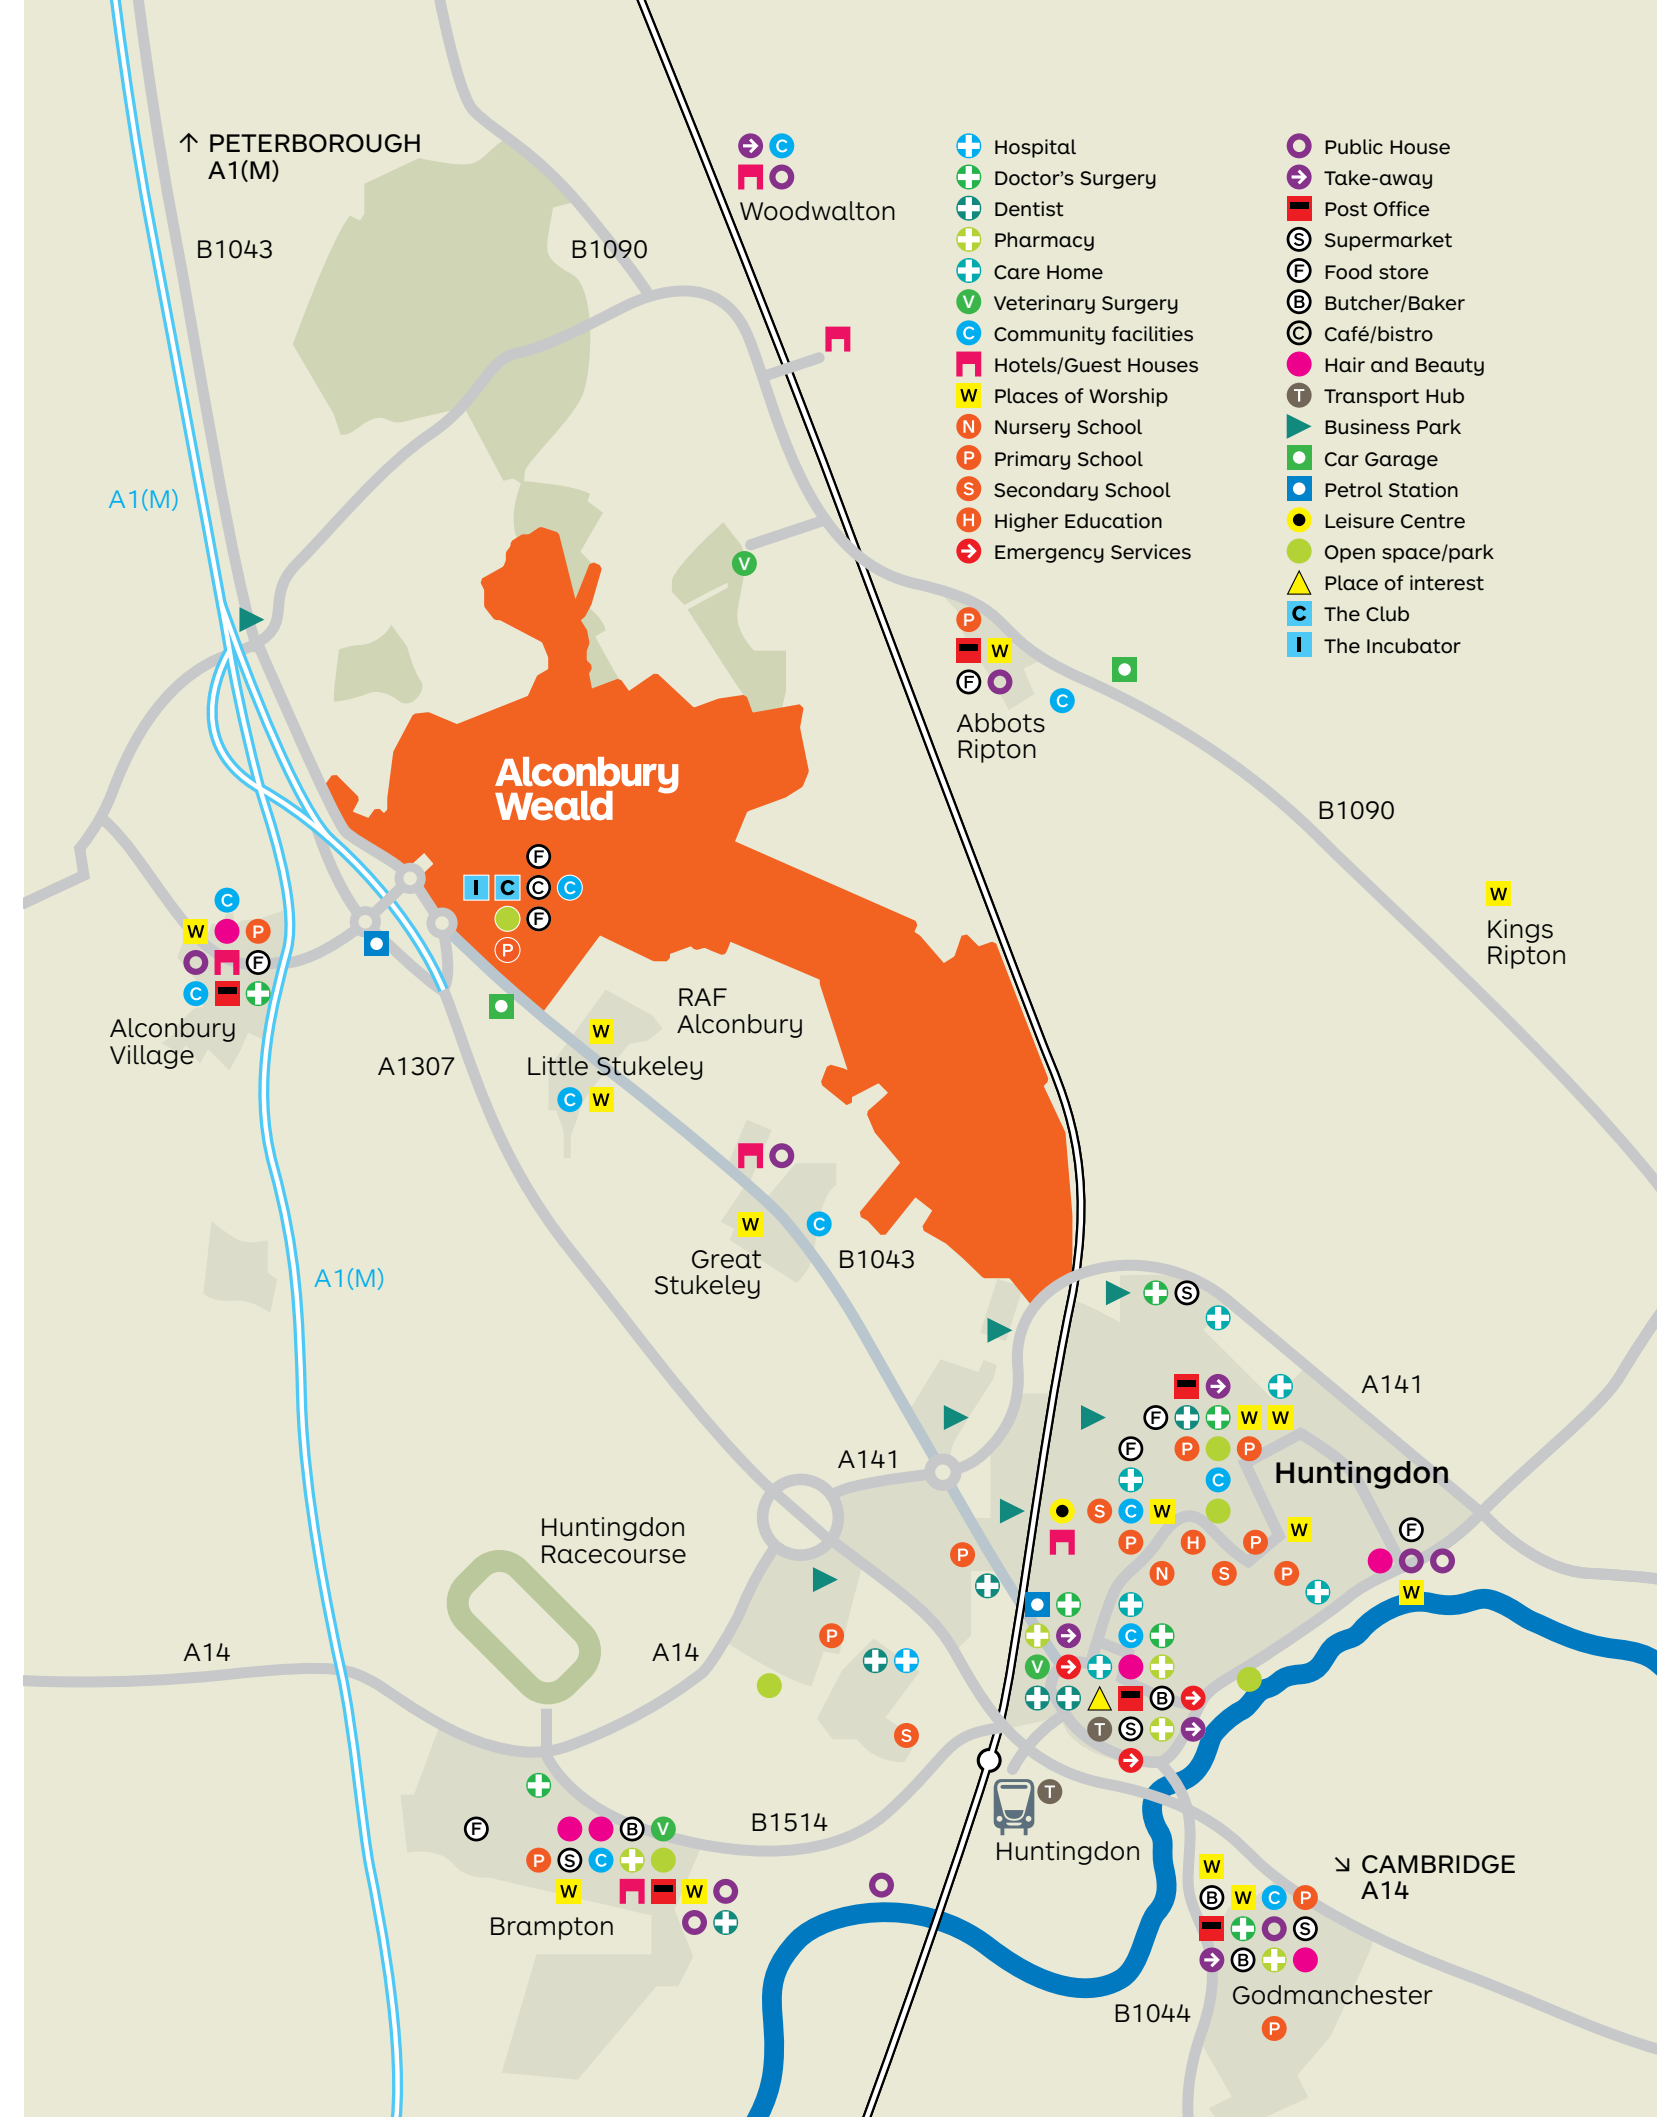 ↑ PETERBOROUGH
A1(M)
B1043
B1090
Woodwalton
C
Hospital
Doctor's Surgery
Dentist
Pharmacy
Care Home
V Veterinary Surgery
C Community facilities
Hotels/Guest Houses
W Places of Worship
N Nursery School
P Primary School
S Secondary School
H Higher Education
Emergency Services
Public House
Take-away
Post Office
S Supermarket
F Food store
B Butcher/Baker
C Café/bistro
Hair and Beauty
T Transport Hub
Business Park
Car Garage
Petrol Station
Leisure Centre
Open space/park
Place of interest
C The Club
I The Incubator
A1(M)
V
P
W
F
C
Abbots
Ripton
Alconbury
Weald
F
I C C C
F
P
B1090
W
Kings
Ripton
C
W P
F
C
Alconbury
Village
A1307
RAF
Alconbury
W
Little Stukeley
C W
W C
Great
Stukeley
B1043
A1(M)
S
A141
F W W
F P P
C
Huntingdon
A141
S C W
P H P W
N S P
F
W
Huntingdon
Racecourse
P
P
A14
A14
S
C
V
B
T S
T
Huntingdon
B1514
F B V
P S C
W W
Brampton
↘ CAMBRIDGE
A14
W
B W C P
S
B
Godmanchester
B1044
P